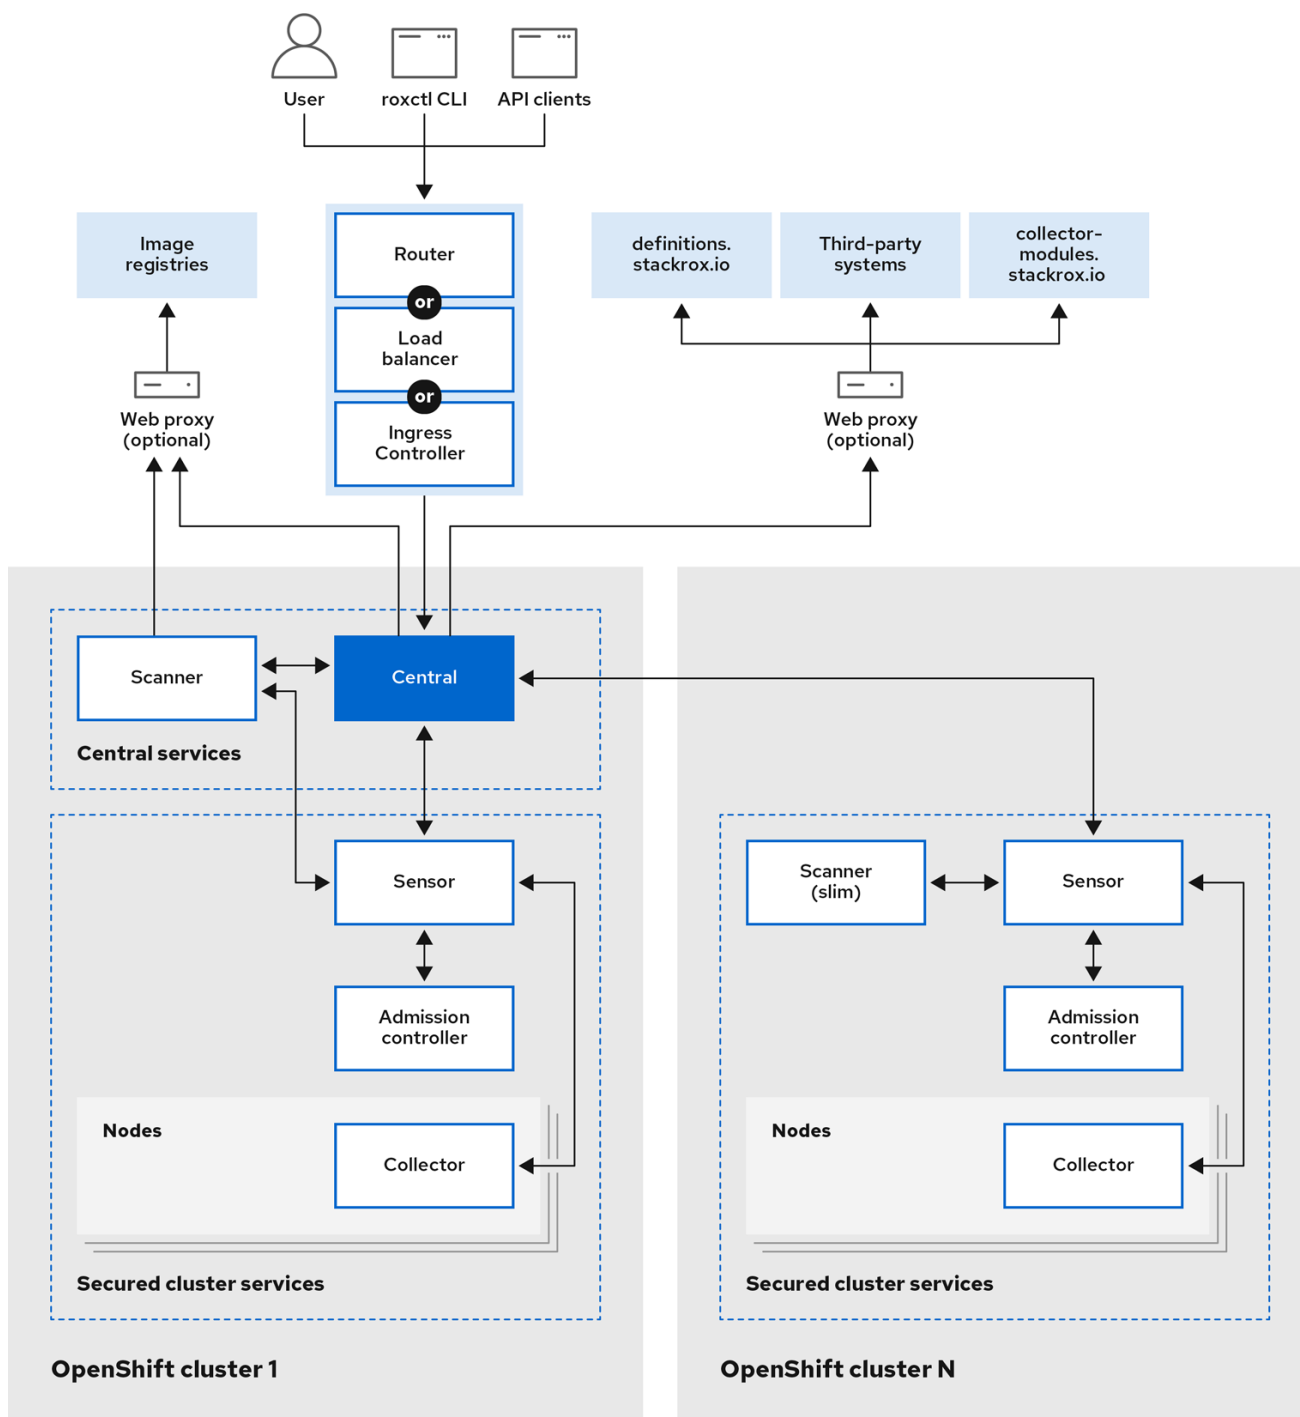 User
roxctl CLI
API clients
Image
registries
Router
or
Load
balancer
or
Ingress
Controller
definitions.
stackrox.io
Third-party
systems
collector-
modules.
stackrox.io
Web proxy
(optional)
Web proxy
(optional)
Scanner
Central
Central services
Sensor
Admission
controller
Nodes
Collector
Secured cluster services
OpenShift cluster 1
Scanner
(slim)
Sensor
Admission
controller
Nodes
Collector
Secured cluster services
OpenShift cluster N